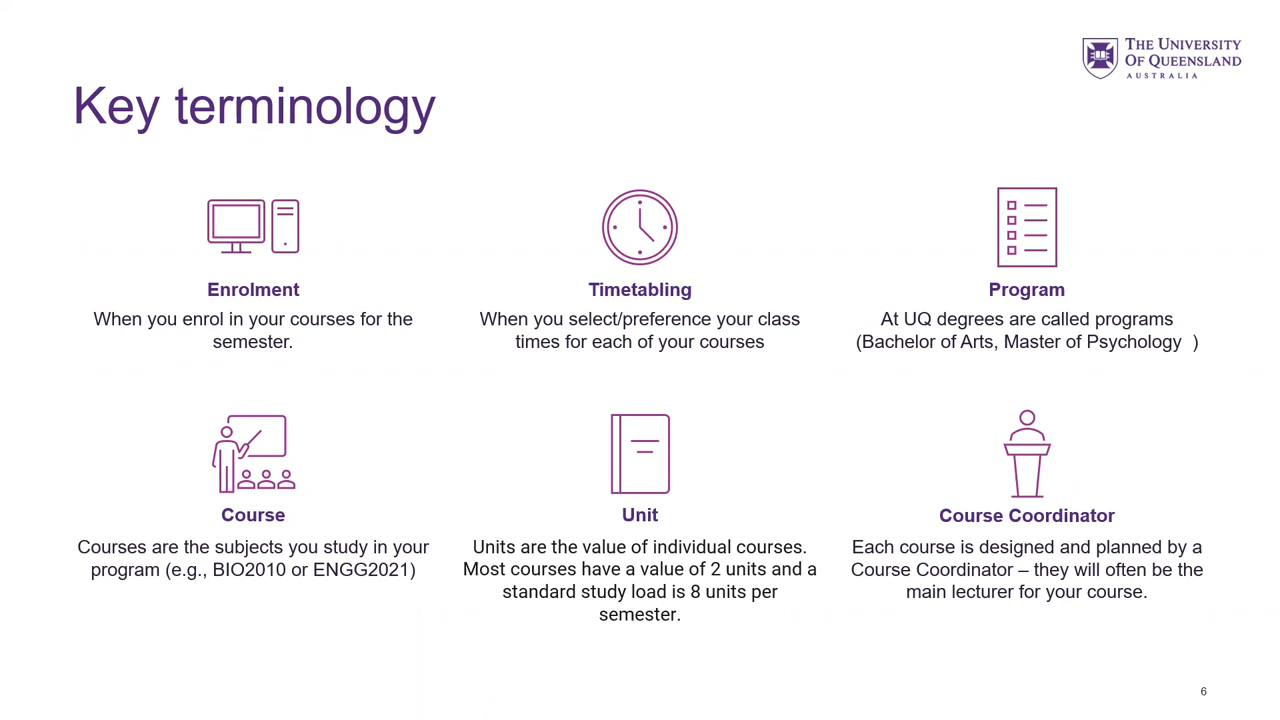 THE UNIVERSITY
OF QUEENSLAND
AUSTRALIA
Key terminology
Enrolment
When you enrol in your courses for the
semester.
Timetabling
When you select/preference your class
times for each of your courses
Program
At UQ degrees are called programs
(Bachelor of Arts, Master of Psychology )
Course
Courses are the subjects you study in your
program (e.g., BIO2010 or ENGG2021)
Unit
Units are the value of individual courses.
Most courses have a value of 2 units and a
standard study load is 8 units per
semester.
Course Coordinator
Each course is designed and planned by a
Course Coordinator – they will often be the
main lecturer for your course.
6